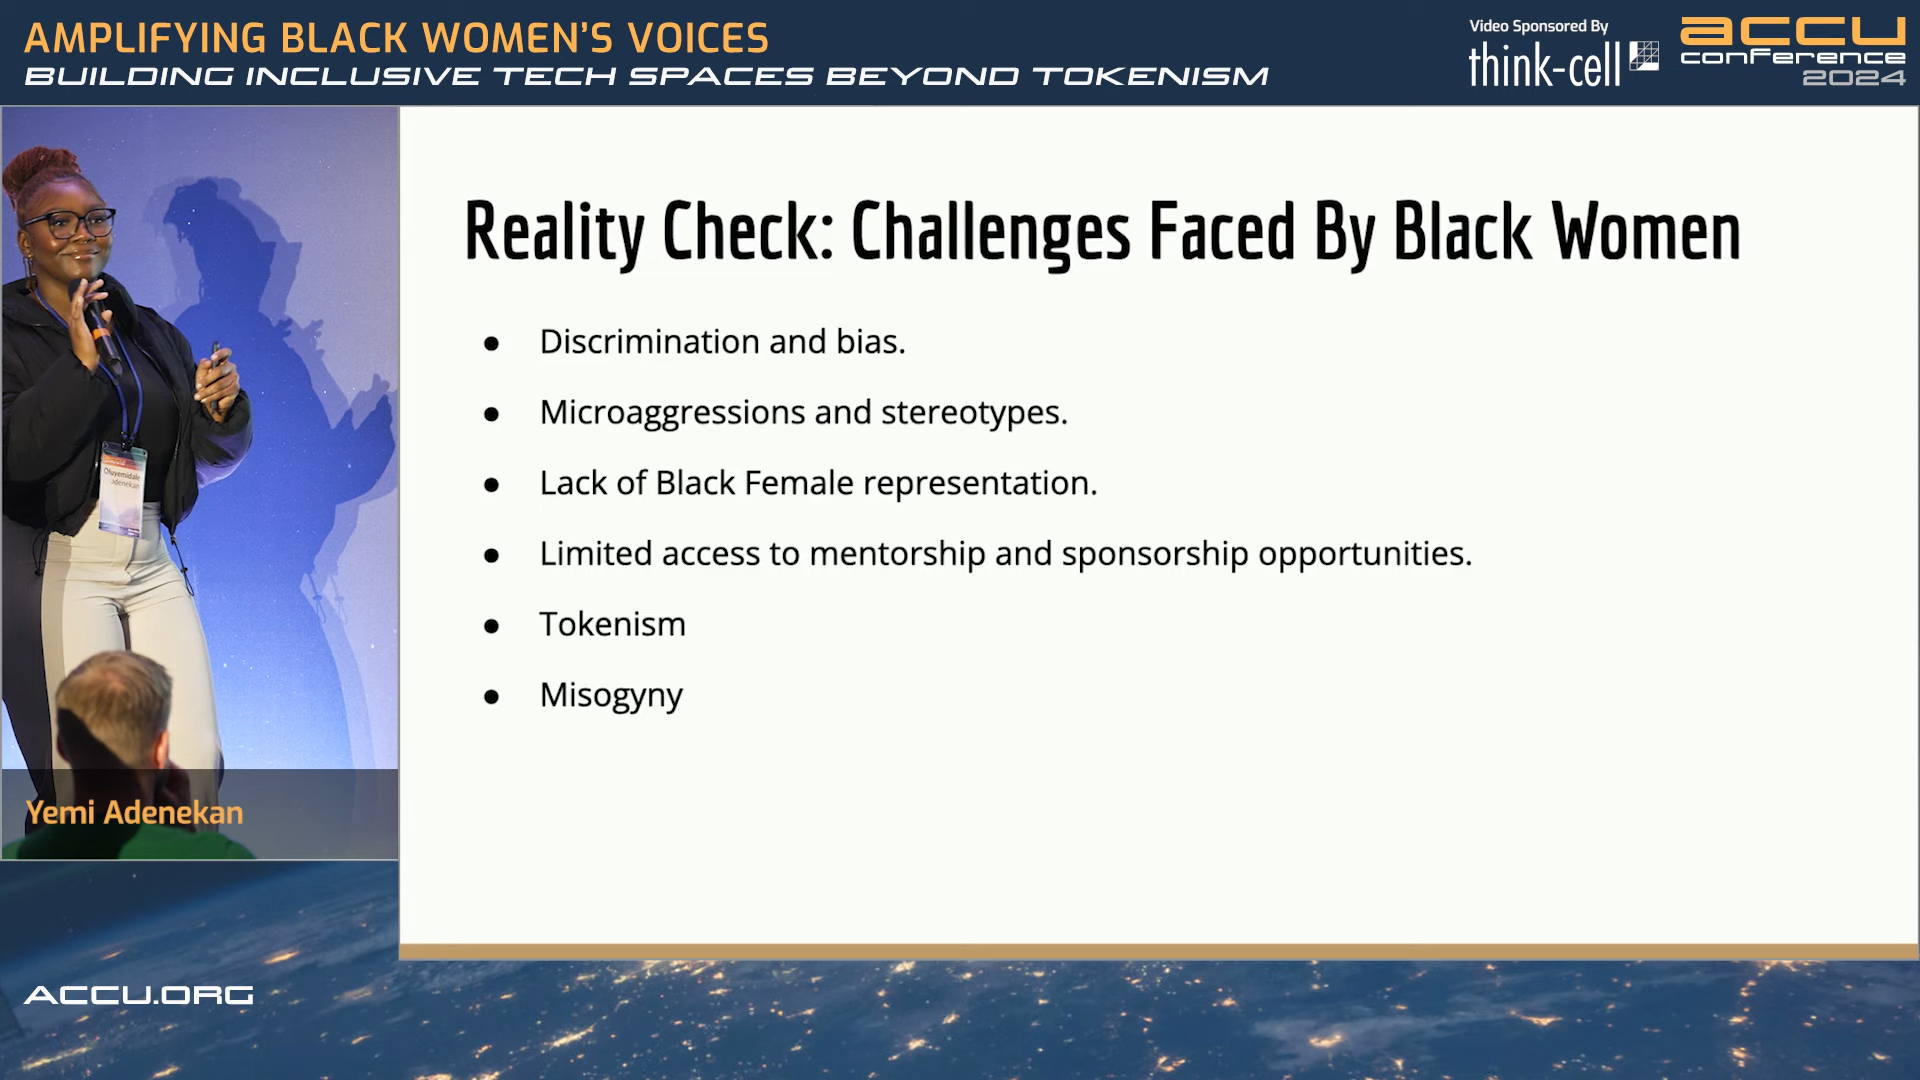 AMPLIFYING BLACK WOMEN'S VOICES
BUILDING INCLUSIVE TECH SPACES BEYOND TOKENISM
Video Sponsored By
think-cell
accu
conference
2024
Reality Check: Challenges Faced By Black Women
● Discrimination and bias.
● Microaggressions and stereotypes.
● Lack of Black Female representation.
● Limited access to mentorship and sponsorship opportunities.
● Tokenism
● Misogyny
Oluyemidale
adenekan
Yemi Adenekan
ACCU.ORG